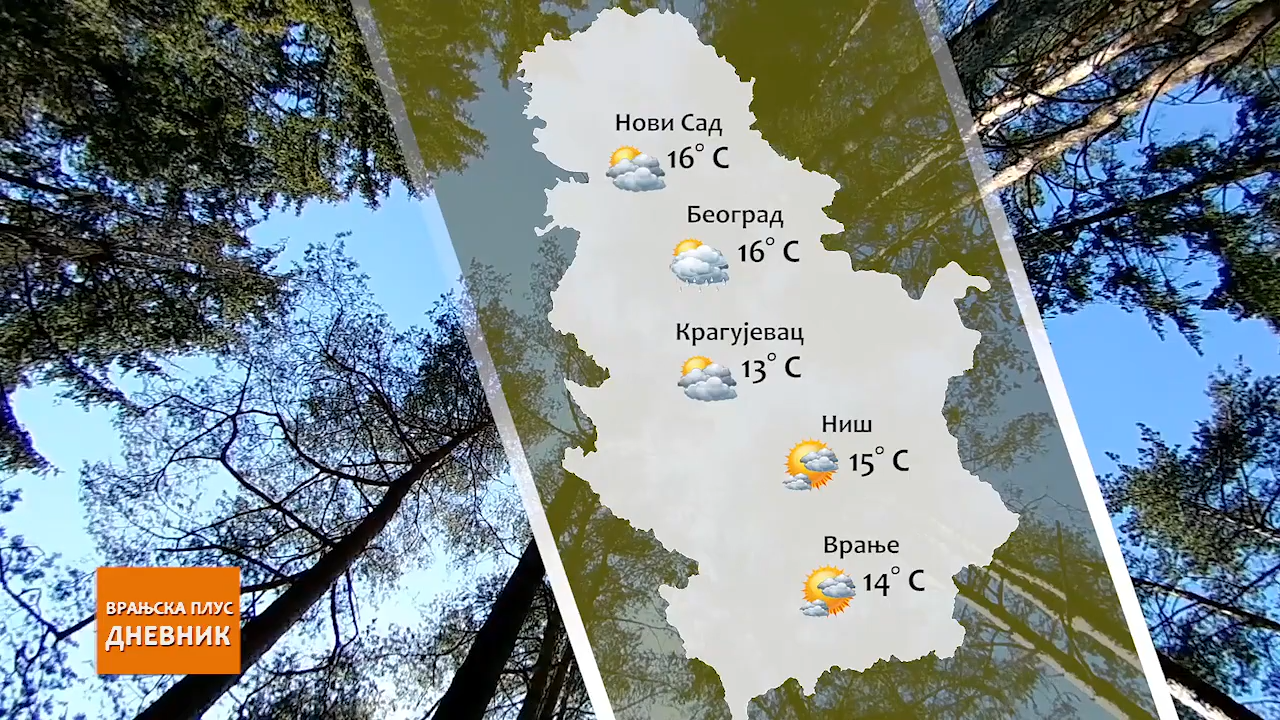 Нови Сад
16° C
Београд
16° C
Крагујевац
13° C
Ниш
15° C
Врање
14° C
ВРАЊСКА ПЛУС
ДНЕВНИК